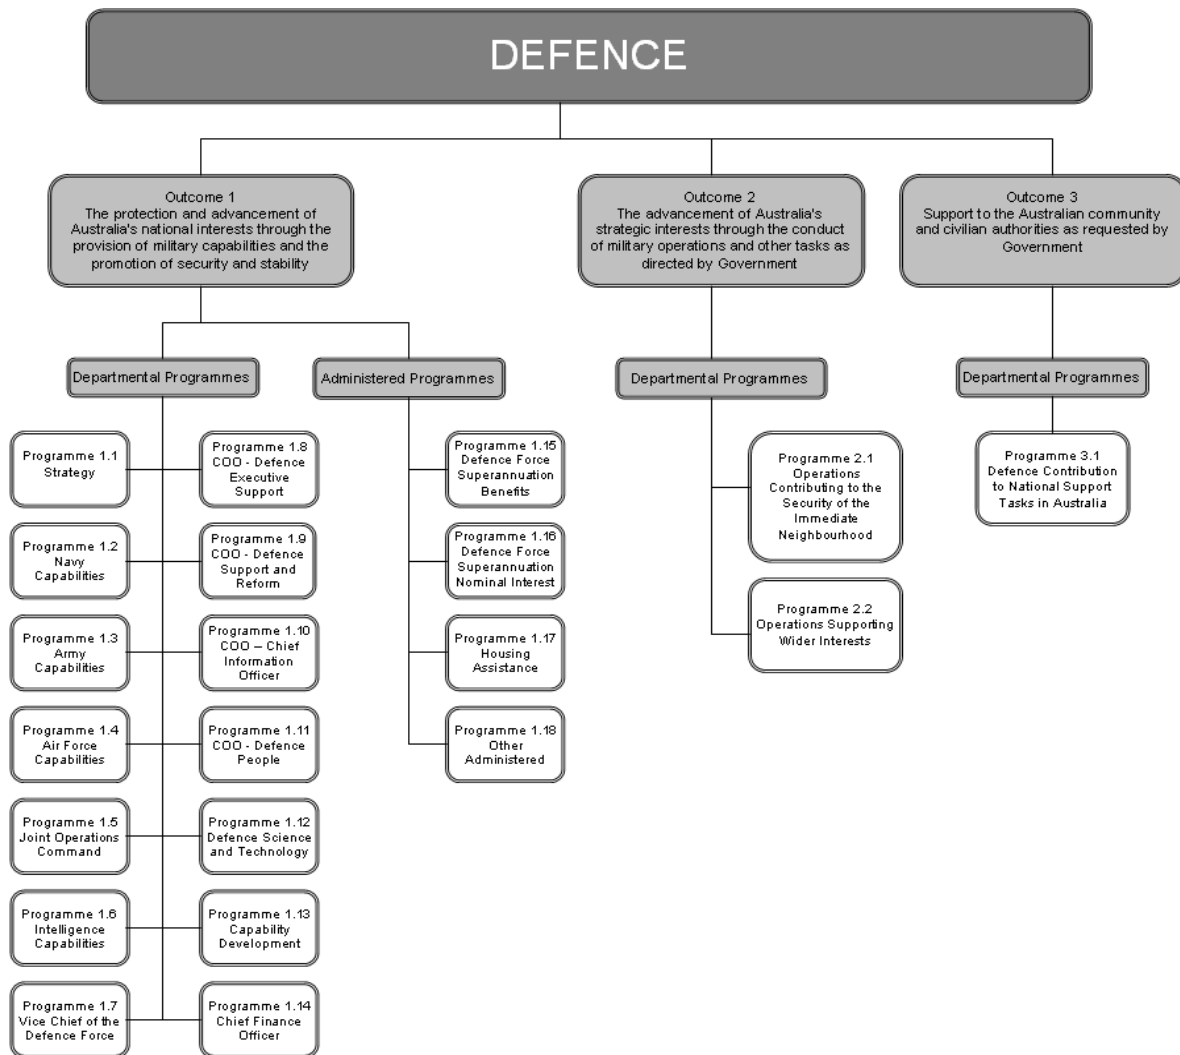 DEFENCE
Outcome 1
The protection and advancement of
Australia's national interests through the
provision of military capabilities and the
promotion of security and stability
Outcome 2
The advancement of Australia's
strategic interests through the conduct
of military operations and other tasks as
directed by Government
Outcome 3
Support to the Australian community
and civilian authorities as requested by
Government
Departmental Programmes
Administered Programmes
Departmental Programmes
Departmental Programmes
Programme 1.1
Strategy
Programme 1.2
Navy
Capabilities
Programme 1.3
Army
Capabilities
Programme 1.4
Air Force
Capabilities
Programme 1.5
Joint Operations
Command
Programme 1.6
Intelligence
Capabilities
Programme 1.7
Vice Chief of the
Defence Force
Programme 1.8
COO - Defence
Executive
Support
Programme 1.9
COO - Defence
Support and
Reform
Programme 1.10
COO – Chief
Information
Officer
Programme 1.11
COO - Defence
People
Programme 1.12
Defence Science
and Technology
Programme 1.13
Capability
Development
Programme 1.14
Chief Finance
Officer
Programme 1.15
Defence Force
Superannuation
Benefits
Programme 1.16
Defence Force
Superannuation
Nominal Interest
Programme 1.17
Housing
Assistance
Programme 1.18
Other
Administered
Programme 2.1
Operations
Contributing to the
Security of the
Immediate
Neighbourhood
Programme 2.2
Operations Supporting
Wider Interests
Programme 3.1
Defence Contribution
to National Support
Tasks in Australia